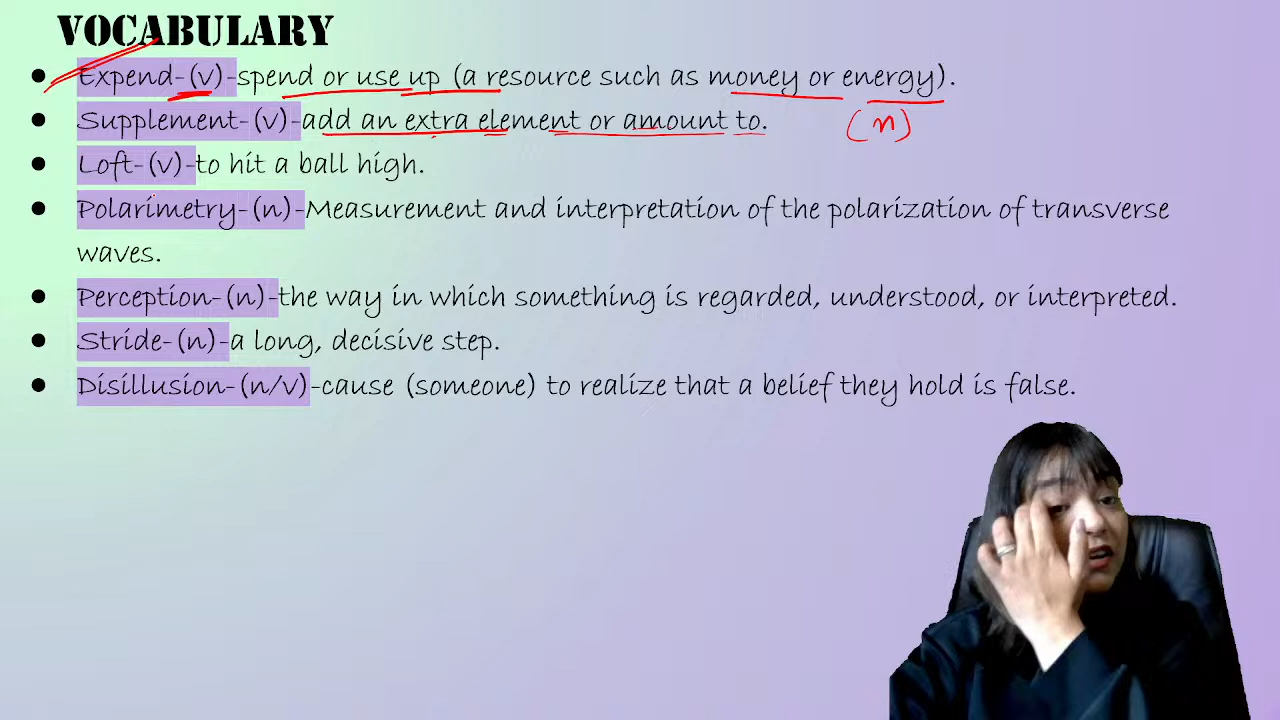 VOCABULARY
● Expend-(v)-spend or use up (a resource such as money or energy).
● Supplement-(v)-add an extra element or amount to. (n)
● Loft-(v)-to hit a ball high.
● Polarimetry-(n)-Measurement and interpretation of the polarization of transverse
waves.
● Perception-(n)-the way in which something is regarded, understood, or interpreted.
● Stride-(n)-a long, decisive step.
● Disillusion-(n/v)-cause (someone) to realize that a belief they hold is false.